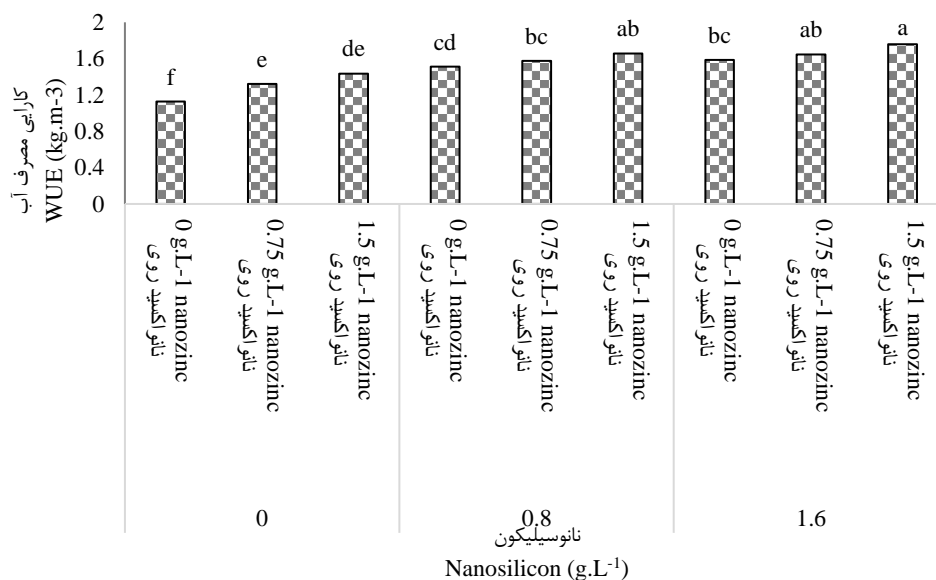 کارایی مصرف آب
WUE (kg.m-3)
2
1.6
1.2
0.8
0.4
0
f
e
de
cd
bc
ab
bc
ab
a
0 g.L-1 nanozinc
نانواکسید روی
0.75 g.L-1 nanozinc
نانواکسید روی
1.5 g.L-1 nanozinc
نانواکسید روی
0 g.L-1 nanozinc
نانواکسید روی
0.75 g.L-1 nanozinc
نانواکسید روی
1.5 g.L-1 nanozinc
نانواکسید روی
0 g.L-1 nanozinc
نانواکسید روی
0.75 g.L-1 nanozinc
نانواکسید روی
1.5 g.L-1 nanozinc
نانواکسید روی
0
0.8
1.6
نانوسیلیکون
Nanosilicon (g.L⁻¹)